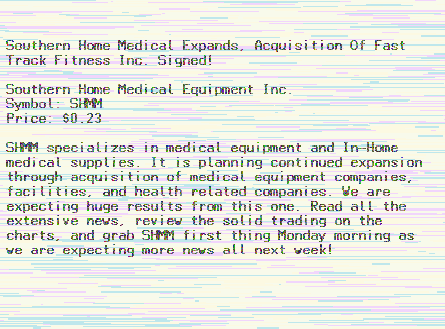 Southern Home Medical Expands, Acquisition Of Fast
Track Fitness Inc. Signed!
Southern Home Medical Equipment Inc.
Symbol: SHMM
Price: $0.23
SHMM specializes in medical equipment and In-Home
medical supplies. It is planning continued expansion
through acquisition of medical equipment companies,
facilities, and health related companies. We are
expecting huge results from this one. Read all the
extensive news, review the solid trading on the
charts, and grab SHMM first thing Monday morning as
we are expecting more news all next week!